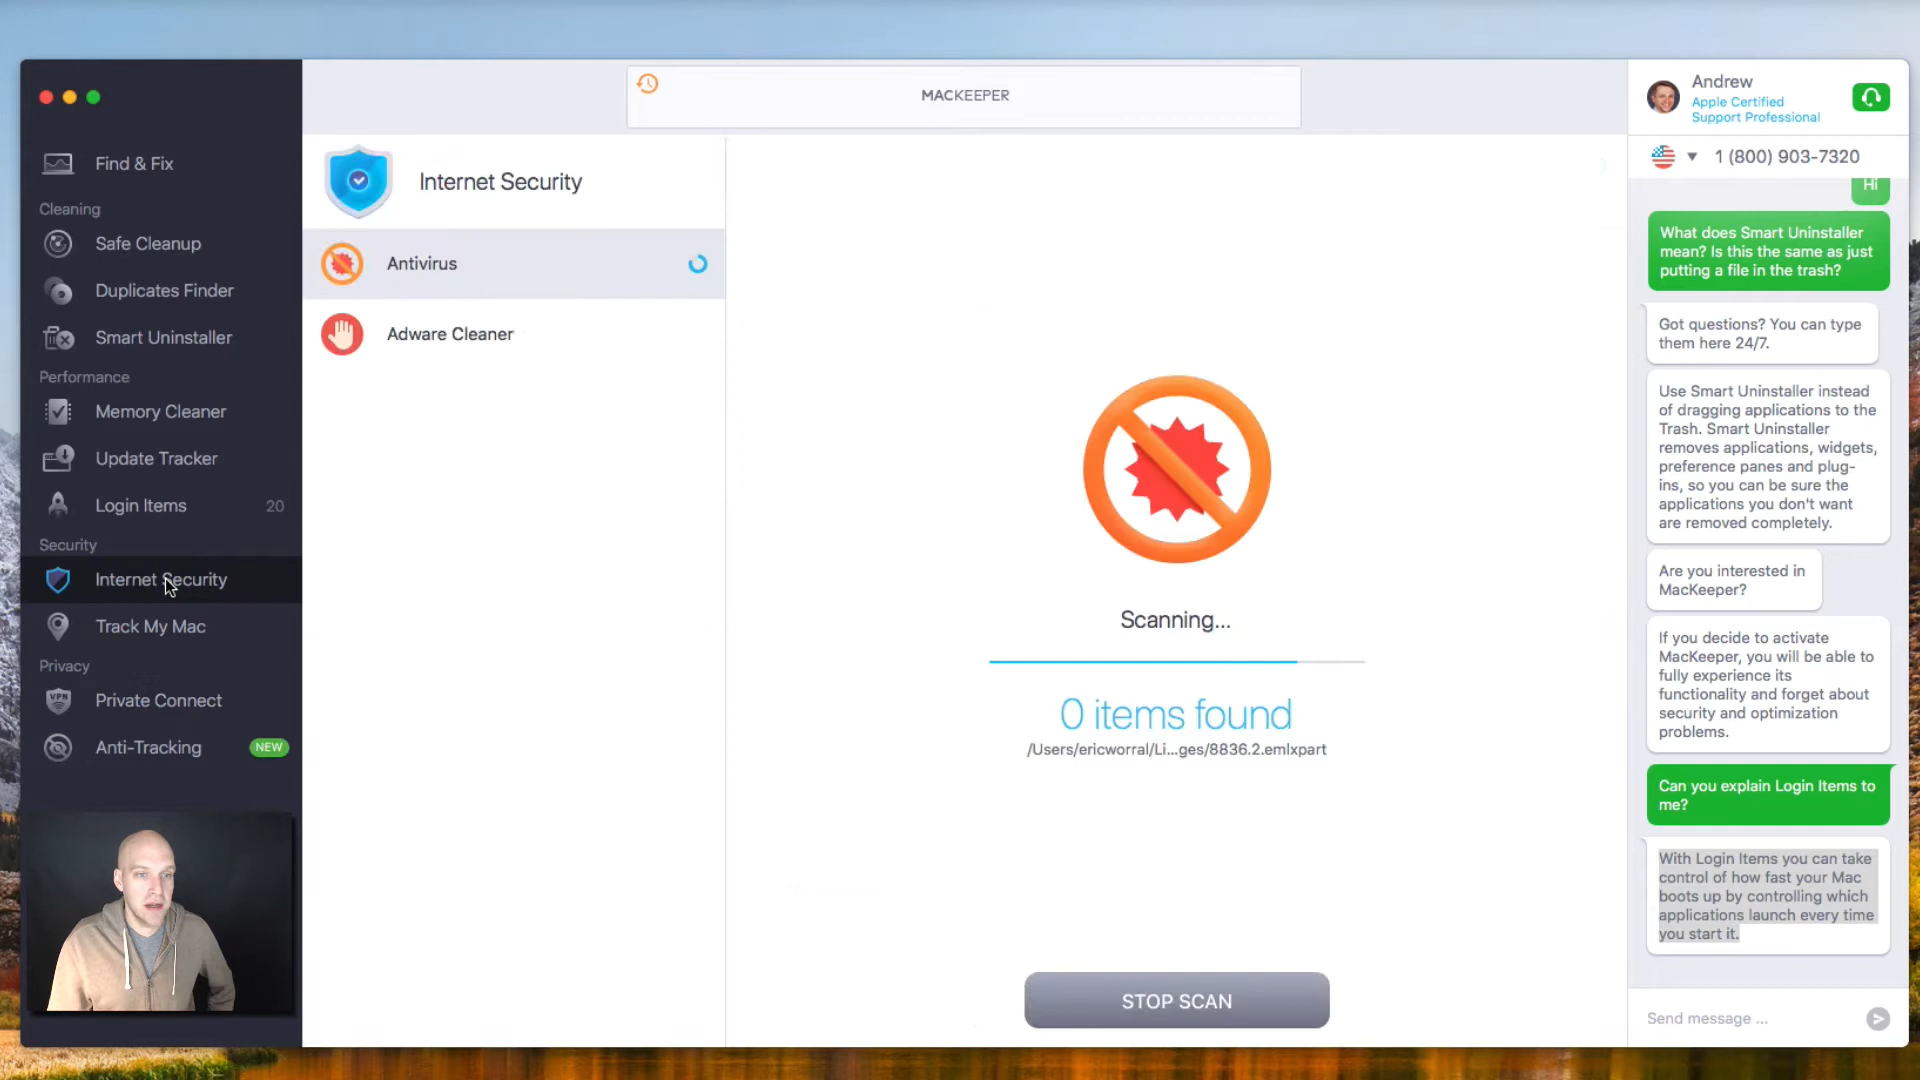 MACKEEPER
Find & Fix
Cleaning
Safe Cleanup
Duplicates Finder
Smart Uninstaller
Performance
Memory Cleaner
Update Tracker
Login Items 20
Security
Internet Security
Track My Mac
Privacy
VPN Private Connect
Anti-Tracking NEW
Internet Security
Antivirus
Adware Cleaner
Scanning...
0 items found
/Users/ericworral/Li...ges/8836.2.emlxpart
STOP SCAN
Andrew
Apple Certified
Support Professional
1 (800) 903-7320
Hi
What does Smart Uninstaller
mean? Is this the same as just
putting a file in the trash?
Got questions? You can type
them here 24/7.
Use Smart Uninstaller instead
of dragging applications to the
Trash. Smart Uninstaller
removes applications, widgets,
preference panes and plug-
ins, so you can be sure the
applications you don't want
are removed completely.
Are you interested in
MacKeeper?
If you decide to activate
MacKeeper, you will be able to
fully experience its
functionality and forget about
security and optimization
problems.
Can you explain Login Items to
me?
With Login Items you can take
control of how fast your Mac
boots up by controlling which
applications launch every time
you start it.
Send message ...